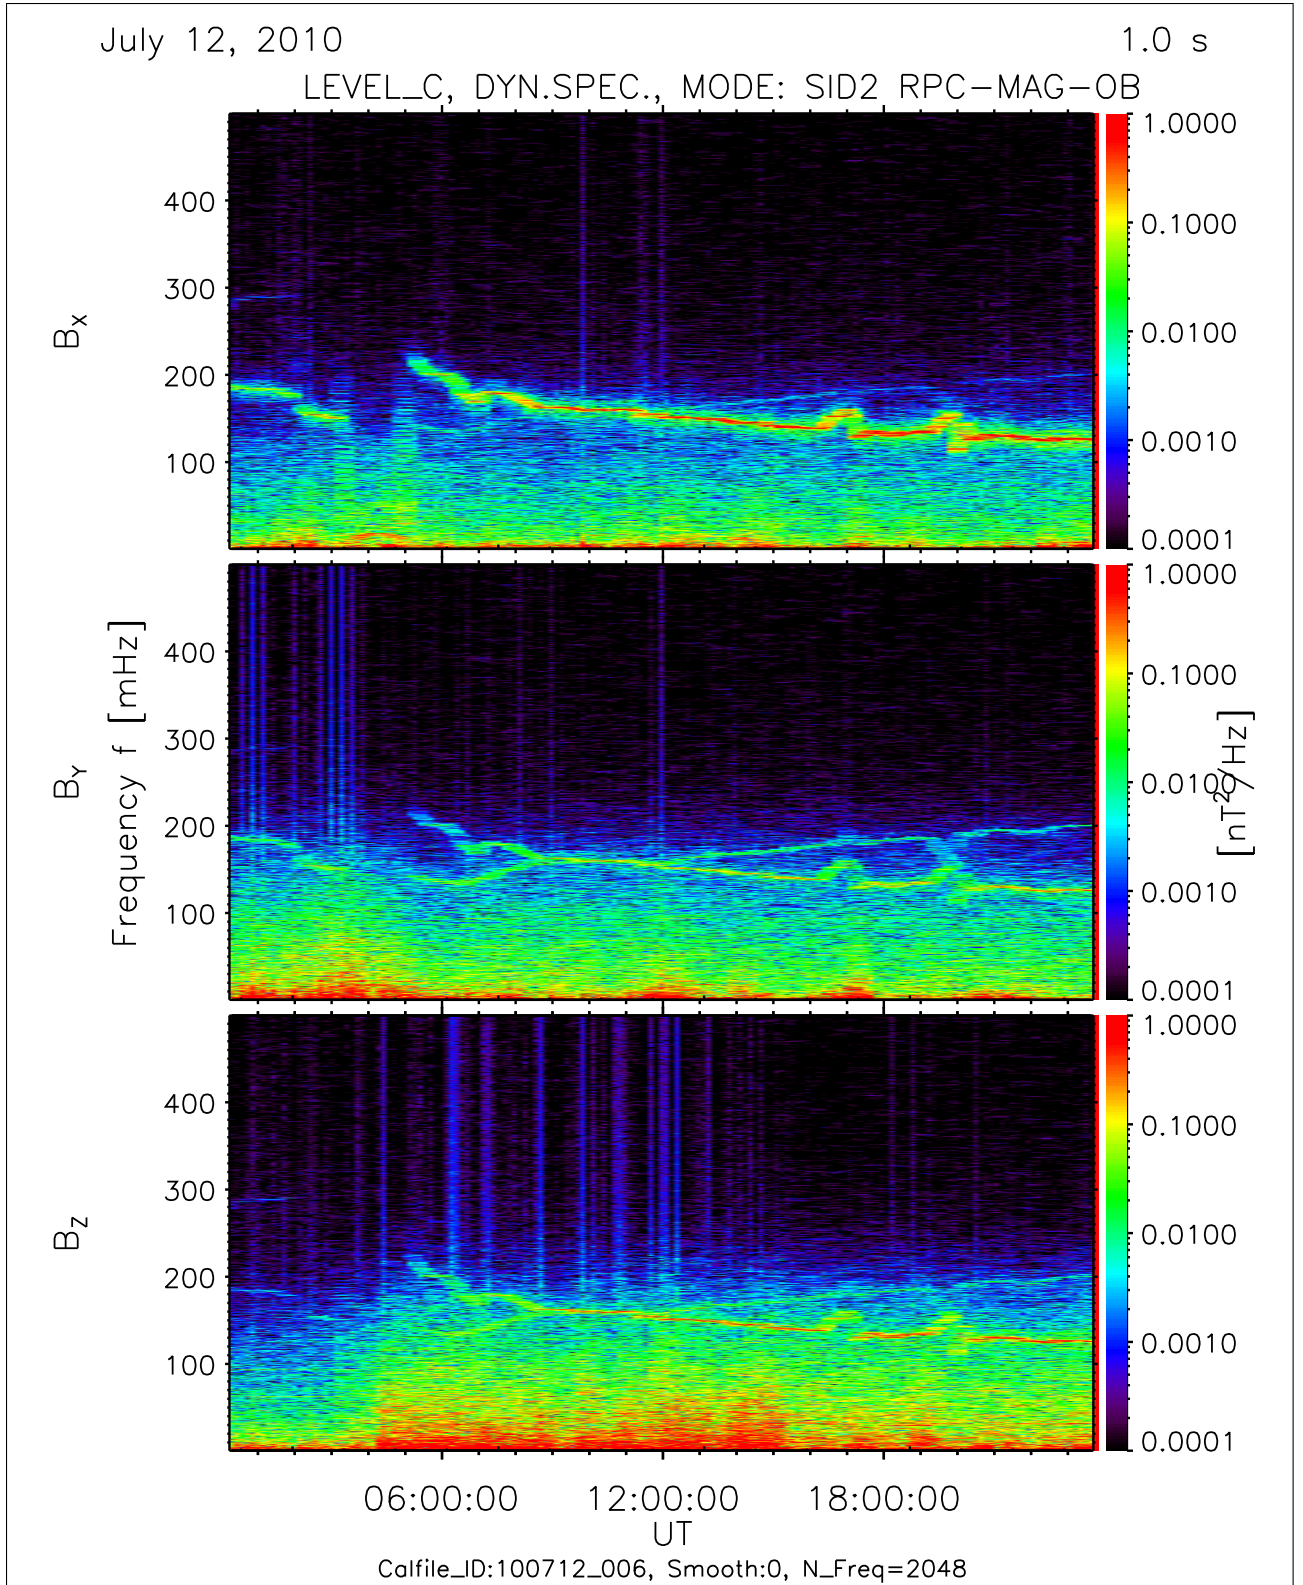 July 12, 2010 1.0 s
LEVEL_C, DYN.SPEC., MODE: SID2 RPC-MAG-OB
Bx
400
300
200
100
1.0000
0.1000
0.0100
0.0010
0.0001
BY
Frequency f [mHz]
400
300
200
100
1.0000
0.1000
0.0100
0.0010
0.0001
[nT²/Hz]
Bz
400
300
200
100
1.0000
0.1000
0.0100
0.0010
0.0001
06:00:00 12:00:00 18:00:00
UT
Calfile_ID:100712_006, Smooth:0, N_Freq=2048